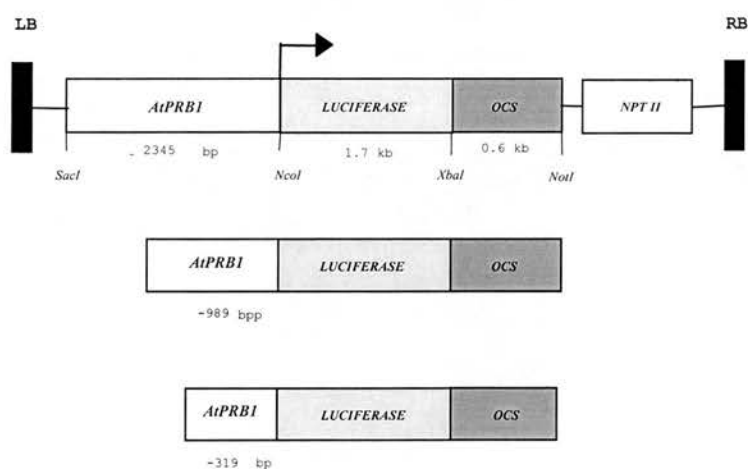 LB
RB
AtPRB1 LUCIFERASE OCS NPT II
. 2345 bp 1.7 kb 0.6 kb
SacI NcoI XbaI NotI
AtPRB1 LUCIFERASE OCS
-989 bpp
AtPRB1 LUCIFERASE OCS
-319 bp